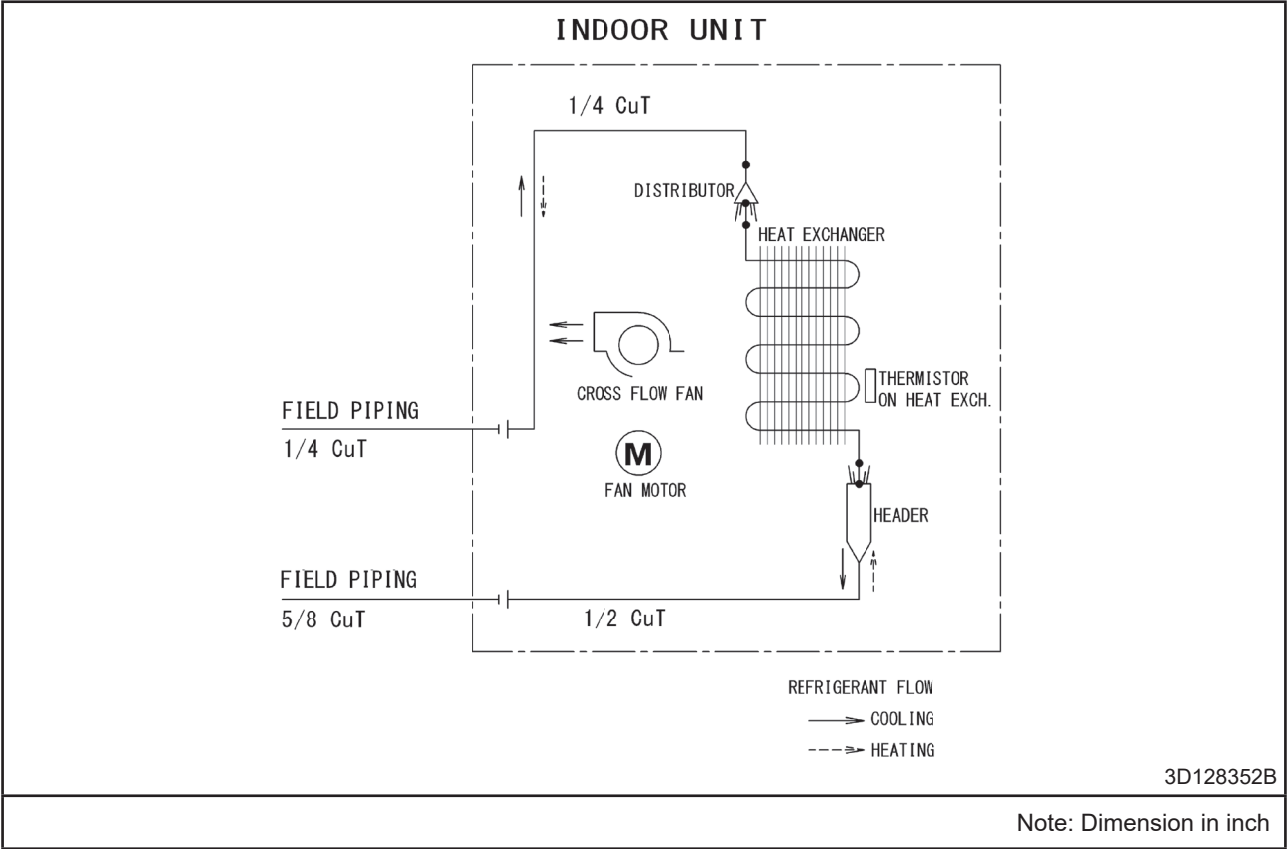 INDOOR UNIT
1/4 CuT
DISTRIBUTOR
HEAT EXCHANGER
THERMISTOR
ON HEAT EXCH.
CROSS FLOW FAN
FIELD PIPING
1/4 CuT
M
FAN MOTOR
HEADER
FIELD PIPING
5/8 CuT
1/2 CuT
REFRIGERANT FLOW
COOLING
HEATING
3D128352B
Note: Dimension in inch